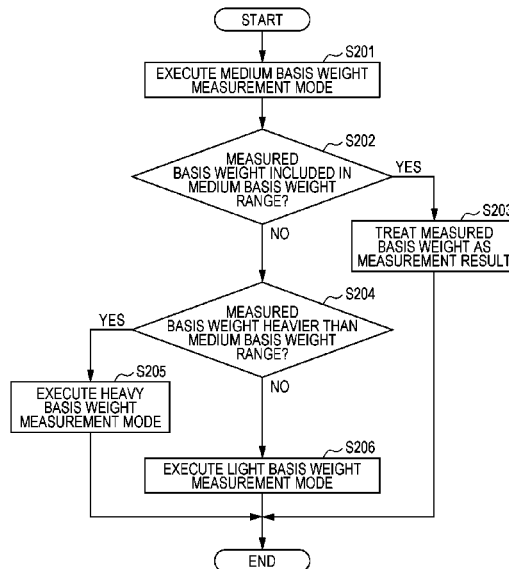 START
S201
EXECUTE MEDIUM BASIS WEIGHT
MEASUREMENT MODE
S202
MEASURED
BASIS WEIGHT INCLUDED IN
MEDIUM BASIS WEIGHT
RANGE?
YES
NO
S203
TREAT MEASURED
BASIS WEIGHT AS
MEASUREMENT RESULT
S204
MEASURED
BASIS WEIGHT HEAVIER THAN
MEDIUM BASIS WEIGHT
RANGE?
YES
NO
S205
EXECUTE HEAVY
BASIS WEIGHT
MEASUREMENT MODE
S206
EXECUTE LIGHT BASIS WEIGHT
MEASUREMENT MODE
END